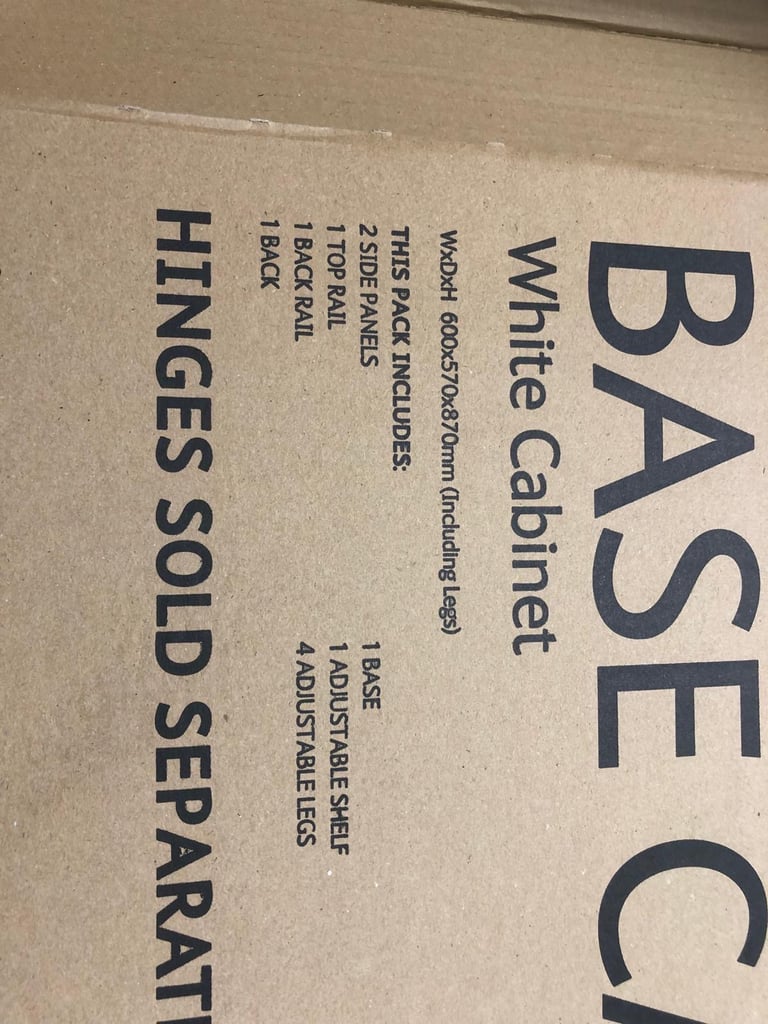 BASE C
White Cabinet
WxDxH 600x570x870mm (Including Legs)
THIS PACK INCLUDES:
2 SIDE PANELS
1 TOP RAIL
1 BACK RAIL
1 BACK
1 BASE
1 ADJUSTABLE SHELF
4 ADJUSTABLE LEGS
HINGES SOLD SEPARAT